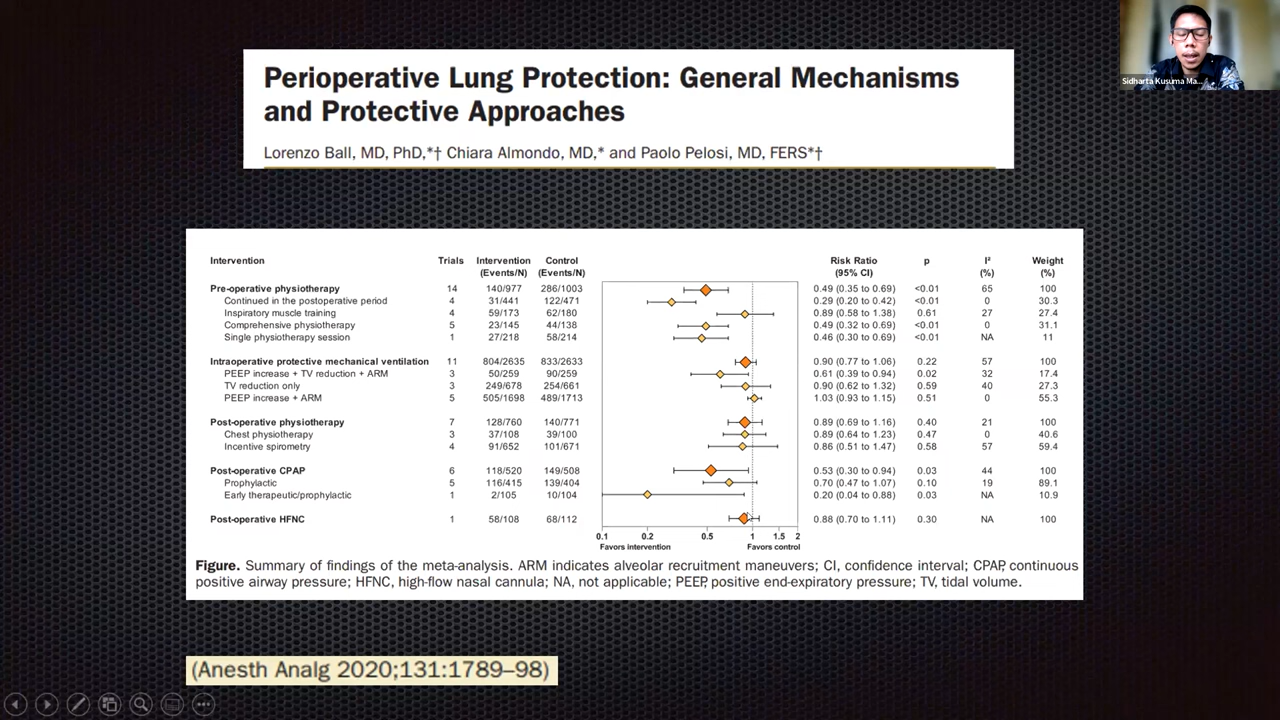 Sidharta Kusuma Ma...
Perioperative Lung Protection: General Mechanisms
and Protective Approaches
Lorenzo Ball, MD, PhD,*† Chiara Almondo, MD,* and Paolo Pelosi, MD, FERS*†
Intervention Trials Intervention Control Risk Ratio p I² Weight
(Events/N) (Events/N) (95% CI) (%) (%)
Pre-operative physiotherapy 14 140/977 286/1003 0.49 (0.35 to 0.69) <0.01 65 100
Continued in the postoperative period 4 31/441 122/471 0.29 (0.20 to 0.42) <0.01 0 30.3
Inspiratory muscle training 4 59/173 62/180 0.89 (0.58 to 1.38) 0.61 27 27.4
Comprehensive physiotherapy 5 23/145 44/138 0.49 (0.32 to 0.69) <0.01 0 31.1
Single physiotherapy session 1 27/218 58/214 0.46 (0.30 to 0.69) <0.01 NA 11
Intraoperative protective mechanical ventilation 11 804/2635 833/2633 0.90 (0.77 to 1.06) 0.22 57 100
PEEP increase + TV reduction + ARM 3 50/259 90/259 0.61 (0.39 to 0.94) 0.02 32 17.4
TV reduction only 3 249/678 254/661 0.90 (0.62 to 1.32) 0.59 40 27.3
PEEP increase + ARM 5 505/1698 489/1713 1.03 (0.93 to 1.15) 0.51 0 55.3
Post-operative physiotherapy 7 128/760 140/771 0.89 (0.69 to 1.16) 0.40 21 100
Chest physiotherapy 3 37/108 39/100 0.89 (0.64 to 1.23) 0.47 0 40.6
Incentive spirometry 4 91/652 101/671 0.86 (0.51 to 1.47) 0.58 57 59.4
Post-operative CPAP 6 118/520 149/508 0.53 (0.30 to 0.94) 0.03 44 100
Prophylactic 5 116/415 139/404 0.70 (0.47 to 1.07) 0.10 19 89.1
Early therapeutic/prophylactic 1 2/105 10/104 0.20 (0.04 to 0.88) 0.03 NA 10.9
Post-operative HFNC 1 58/108 68/112 0.88 (0.70 to 1.11) 0.30 NA 100
0.1 0.2 0.5 1 1.5 2
Favors intervention Favors control
Figure. Summary of findings of the meta-analysis. ARM indicates alveolar recruitment maneuvers; CI, confidence interval; CPAP, continuous
positive airway pressure; HFNC, high-flow nasal cannula; NA, not applicable; PEEP, positive end-expiratory pressure; TV, tidal volume.
(Anesth Analg 2020;131:1789–98)